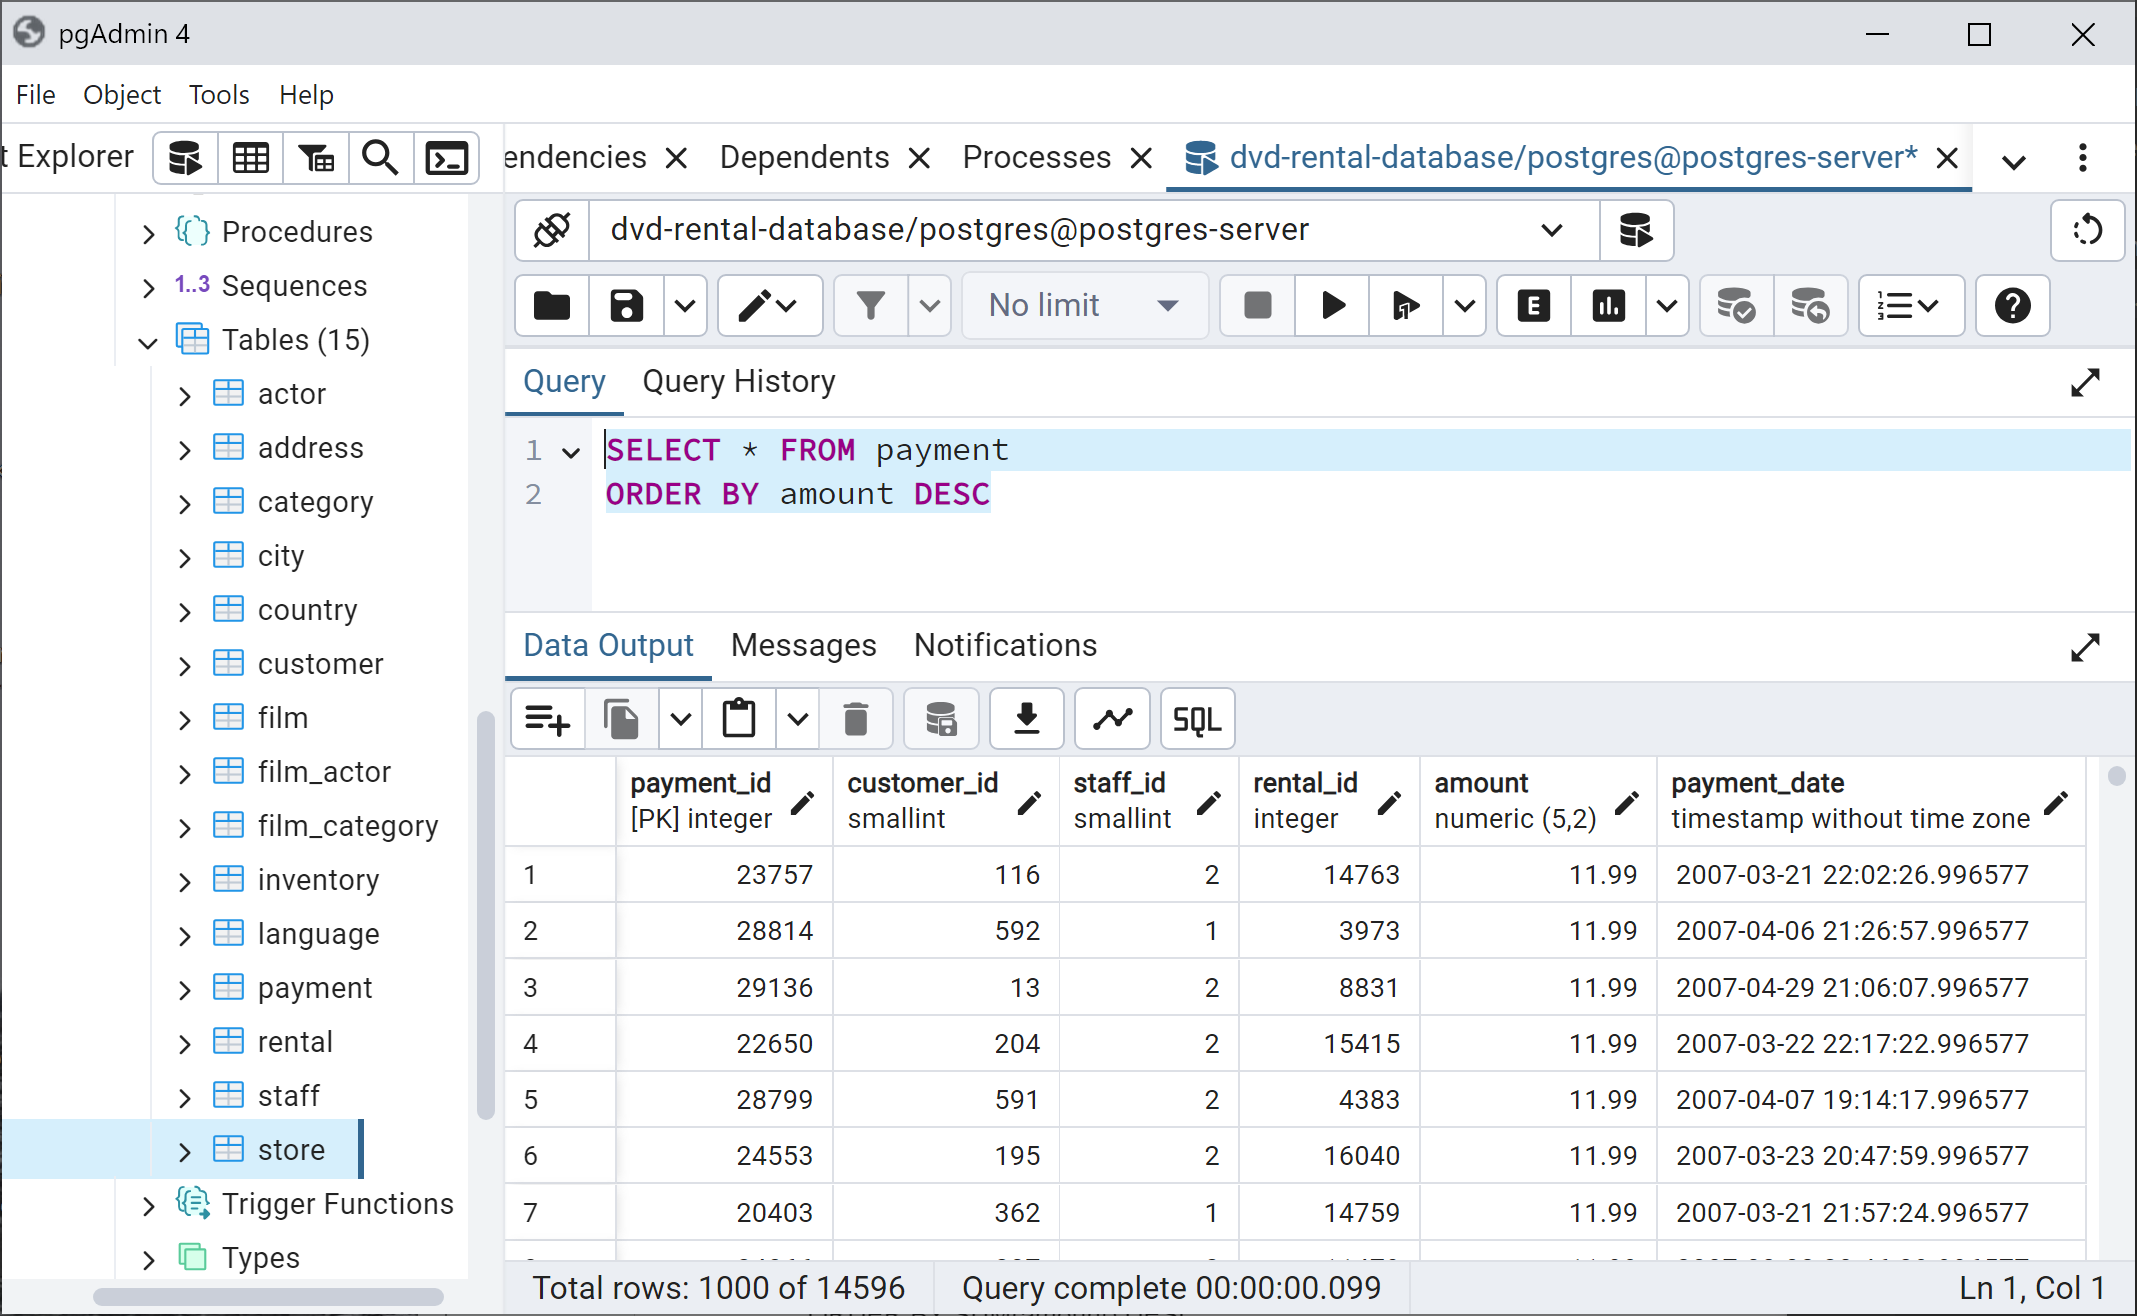 pgAdmin 4
File Object Tools Help
t Explorer
endencies Dependents Processes dvd-rental-database/postgres@postgres-server*
dvd-rental-database/postgres@postgres-server
No limit
E
Query Query History
1 SELECT * FROM payment
2 ORDER BY amount DESC
Procedures
1..3 Sequences
Tables (15)
actor
address
category
city
country
customer
film
film_actor
film_category
inventory
language
payment
rental
staff
store
Trigger Functions
Types
Data Output Messages Notifications
SQL
payment_id customer_id staff_id rental_id amount payment_date
[PK] integer smallint smallint integer numeric (5,2) timestamp without time zone
1 23757 116 2 14763 11.99 2007-03-21 22:02:26.996577
2 28814 592 1 3973 11.99 2007-04-06 21:26:57.996577
3 29136 13 2 8831 11.99 2007-04-29 21:06:07.996577
4 22650 204 2 15415 11.99 2007-03-22 22:17:22.996577
5 28799 591 2 4383 11.99 2007-04-07 19:14:17.996577
6 24553 195 2 16040 11.99 2007-03-23 20:47:59.996577
7 20403 362 1 14759 11.99 2007-03-21 21:57:24.996577
Total rows: 1000 of 14596 Query complete 00:00:00.099 Ln 1, Col 1